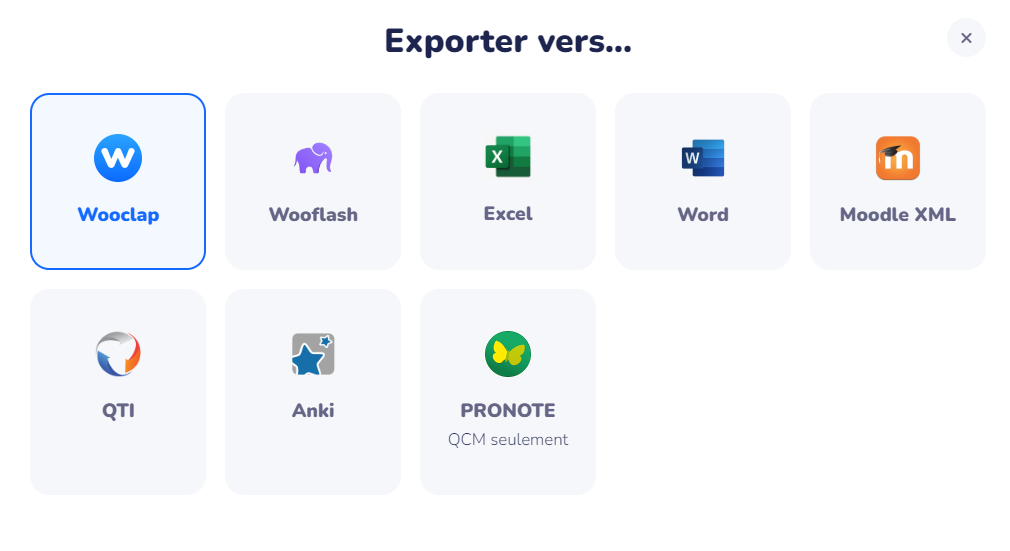 Exporter vers...
Wooclap
Wooflash
Excel
Word
Moodle XML
QTI
Anki
PRONOTE
QCM seulement